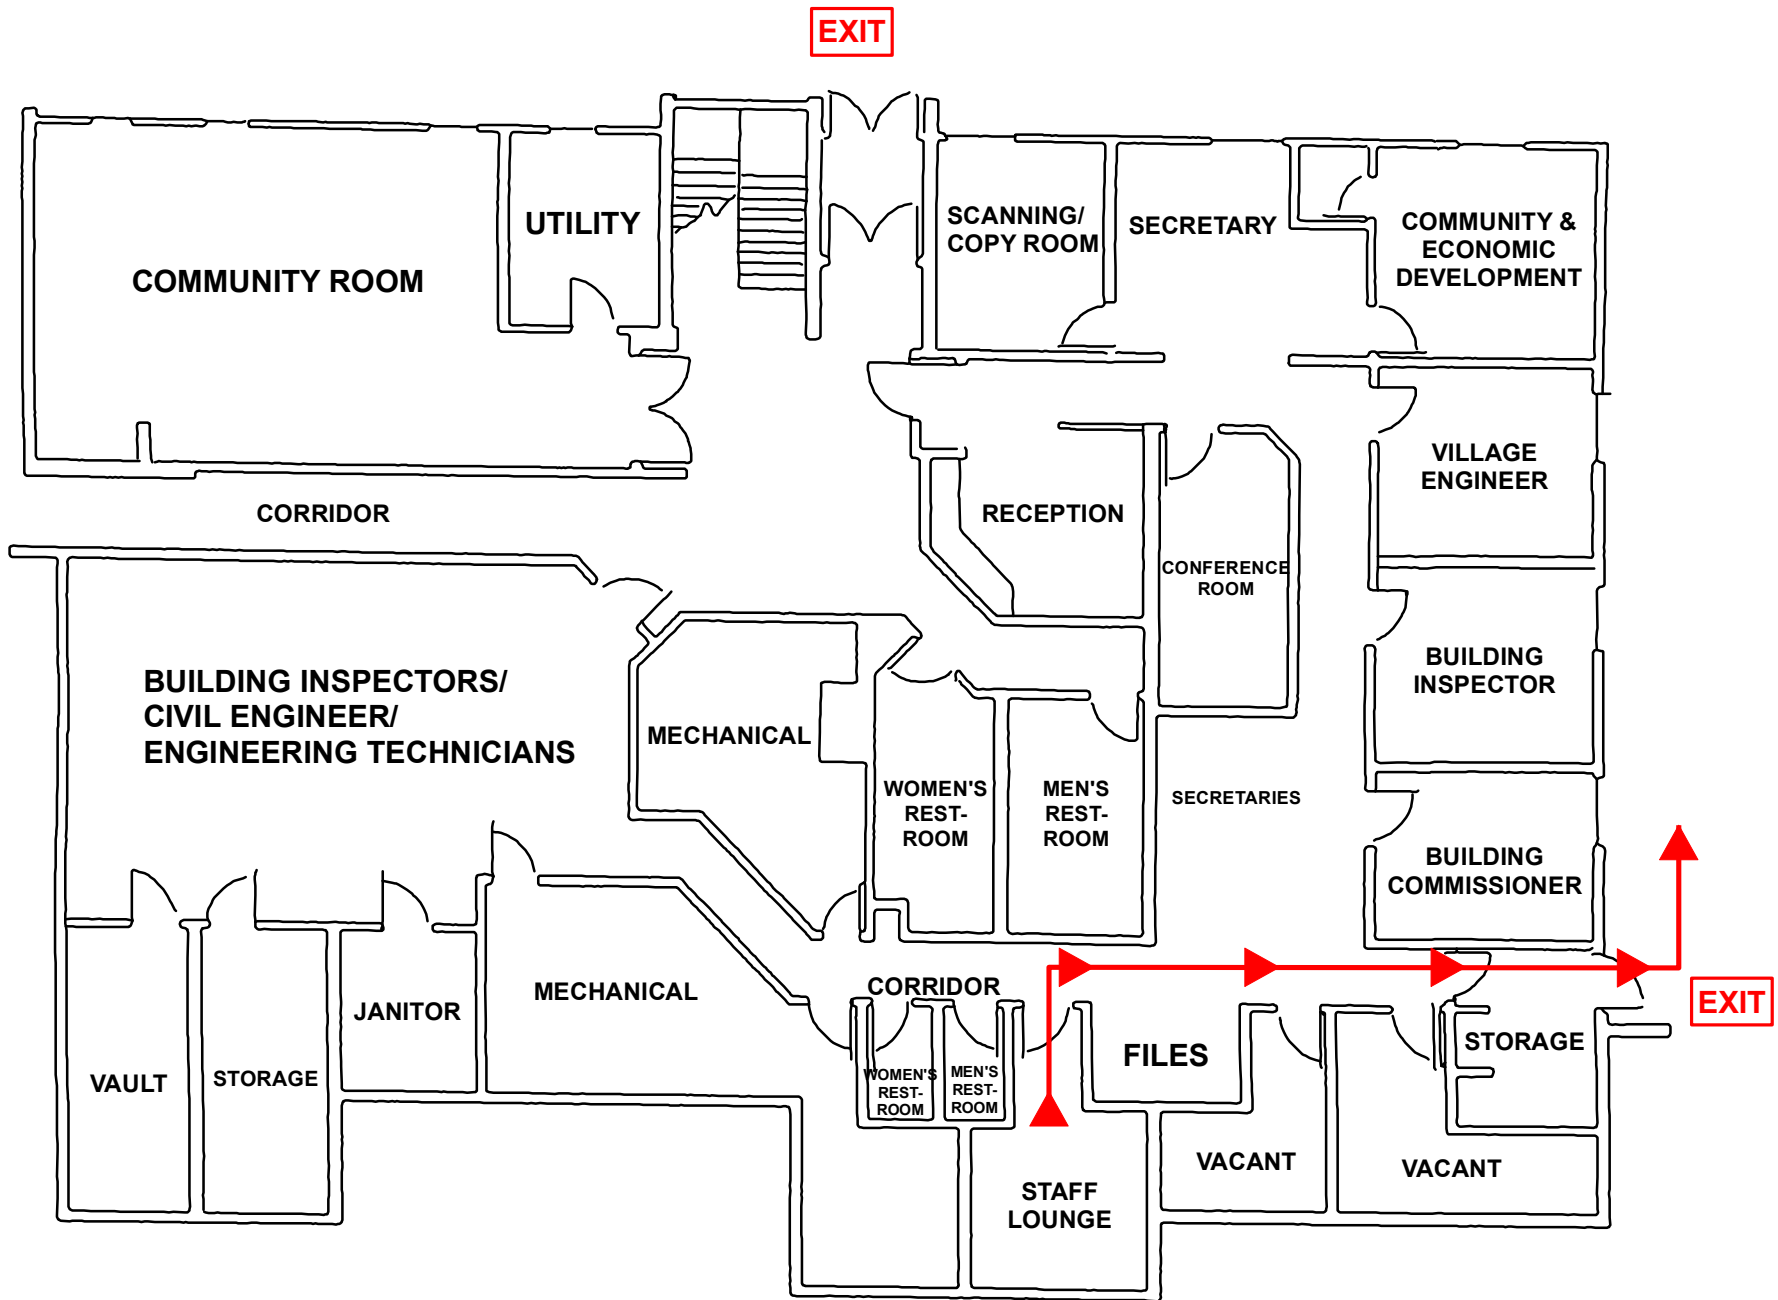 EXIT
UTILITY
SCANNING/
COPY ROOM
SECRETARY
COMMUNITY &
ECONOMIC
DEVELOPMENT
COMMUNITY ROOM
VILLAGE
ENGINEER
CORRIDOR
RECEPTION
CONFERENCE
ROOM
BUILDING INSPECTORS/
CIVIL ENGINEER/
ENGINEERING TECHNICIANS
BUILDING
INSPECTOR
MECHANICAL
WOMEN'S
REST-
ROOM
MEN'S
REST-
ROOM
SECRETARIES
BUILDING
COMMISSIONER
CORRIDOR
MECHANICAL
JANITOR
EXIT
VAULT
STORAGE
WOMEN'S
REST-
ROOM
MEN'S
REST-
ROOM
FILES
STORAGE
STAFF
LOUNGE
VACANT
VACANT